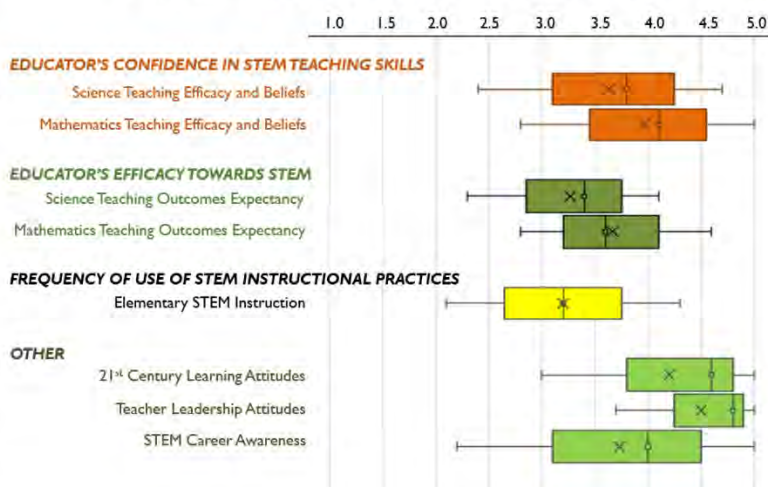 1.0 1.5 2.0 2.5 3.0 3.5 4.0 4.5 5.0
EDUCATOR'S CONFIDENCE IN STEM TEACHING SKILLS
Science Teaching Efficacy and Beliefs
Mathematics Teaching Efficacy and Beliefs
EDUCATOR'S EFFICACY TOWARDS STEM
Science Teaching Outcomes Expectancy
Mathematics Teaching Outcomes Expectancy
FREQUENCY OF USE OF STEM INSTRUCTIONAL PRACTICES
Elementary STEM Instruction
OTHER
21st Century Learning Attitudes
Teacher Leadership Attitudes
STEM Career Awareness